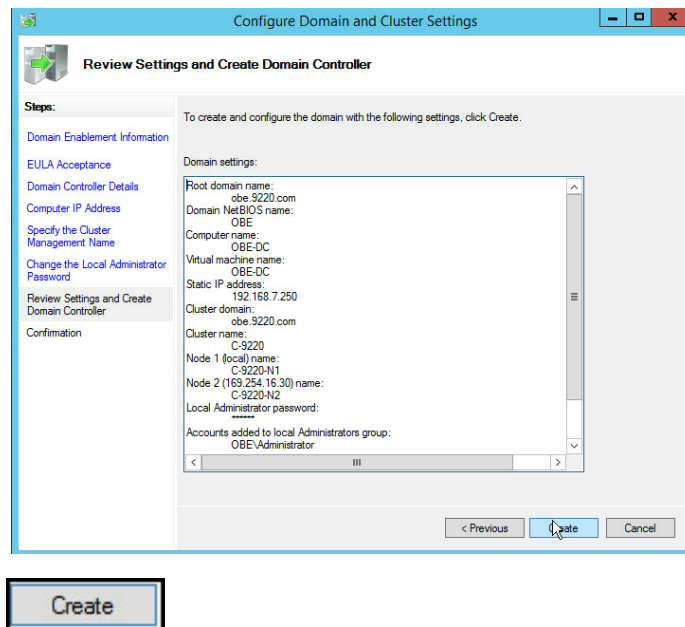 Configure Domain and Cluster Settings
Review Settings and Create Domain Controller
Steps:
Domain Enablement Information
EULA Acceptance
Domain Controller Details
Computer IP Address
Specify the Cluster
Management Name
Change the Local Administrator
Password
Review Settings and Create
Domain Controller
Confirmation
To create and configure the domain with the following settings, click Create.
Domain settings:
Root domain name:
obe.9220.com
Domain NetBIOS name:
OBE
Computer name:
OBE-DC
Virtual machine name:
OBE-DC
Static IP address:
192.168.7.250
Cluster domain:
obe.9220.com
Cluster name:
C-9220
Node 1 (local) name:
C-9220-N1
Node 2 (169.254.16.30) name:
C-9220-N2
Local Administrator password:
******
Accounts added to local Administrators group:
OBE\Administrator
< Previous Create Cancel
Create